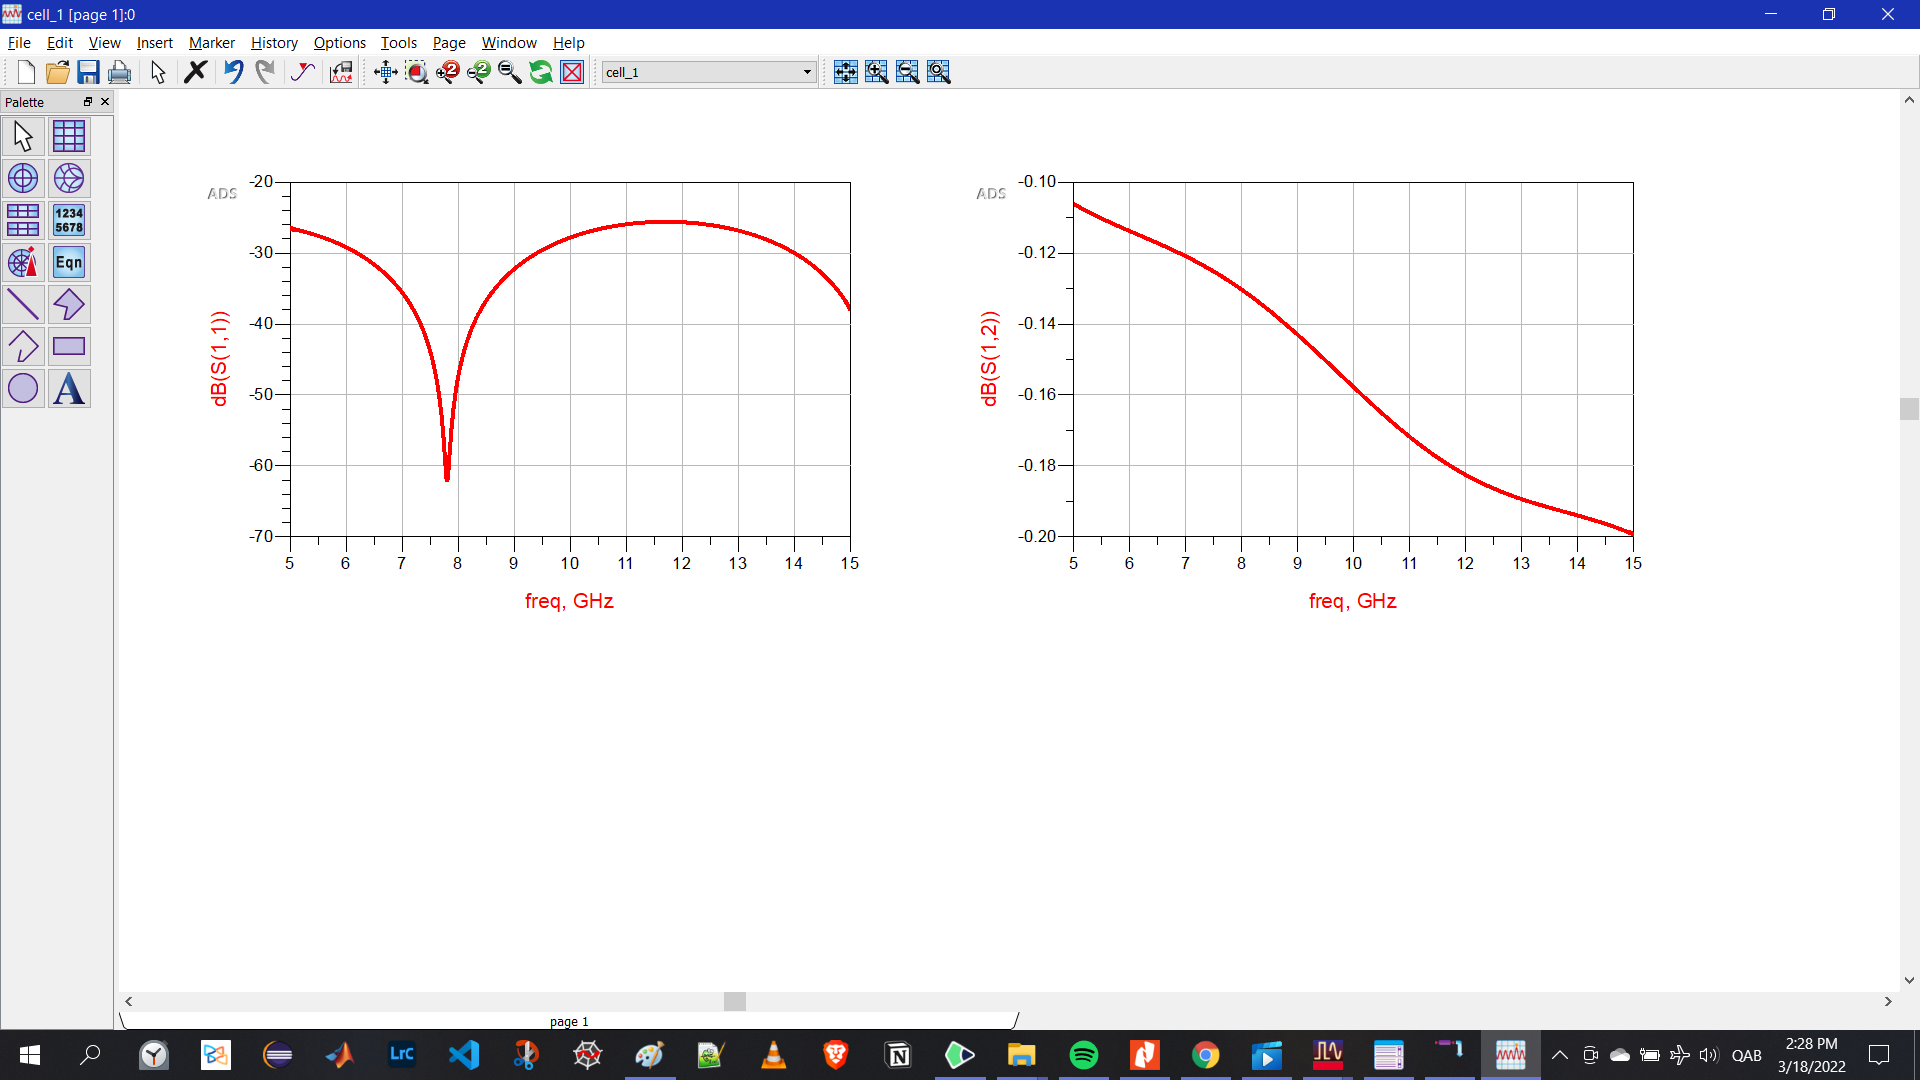 cell_1 [page 1]:0
File Edit View Insert Marker History Options Tools Page Window Help
cell_1
Palette
1234
5678
Eqn
A
ADS
-20
-30
-40
-50
-60
-70
dB(S(1,1))
5 6 7 8 9 10 11 12 13 14 15
freq, GHz
ADS
-0.10
-0.12
-0.14
-0.16
-0.18
-0.20
dB(S(1,2))
5 6 7 8 9 10 11 12 13 14 15
freq, GHz
page 1
Lrc
QAB
2:28 PM
3/18/2022